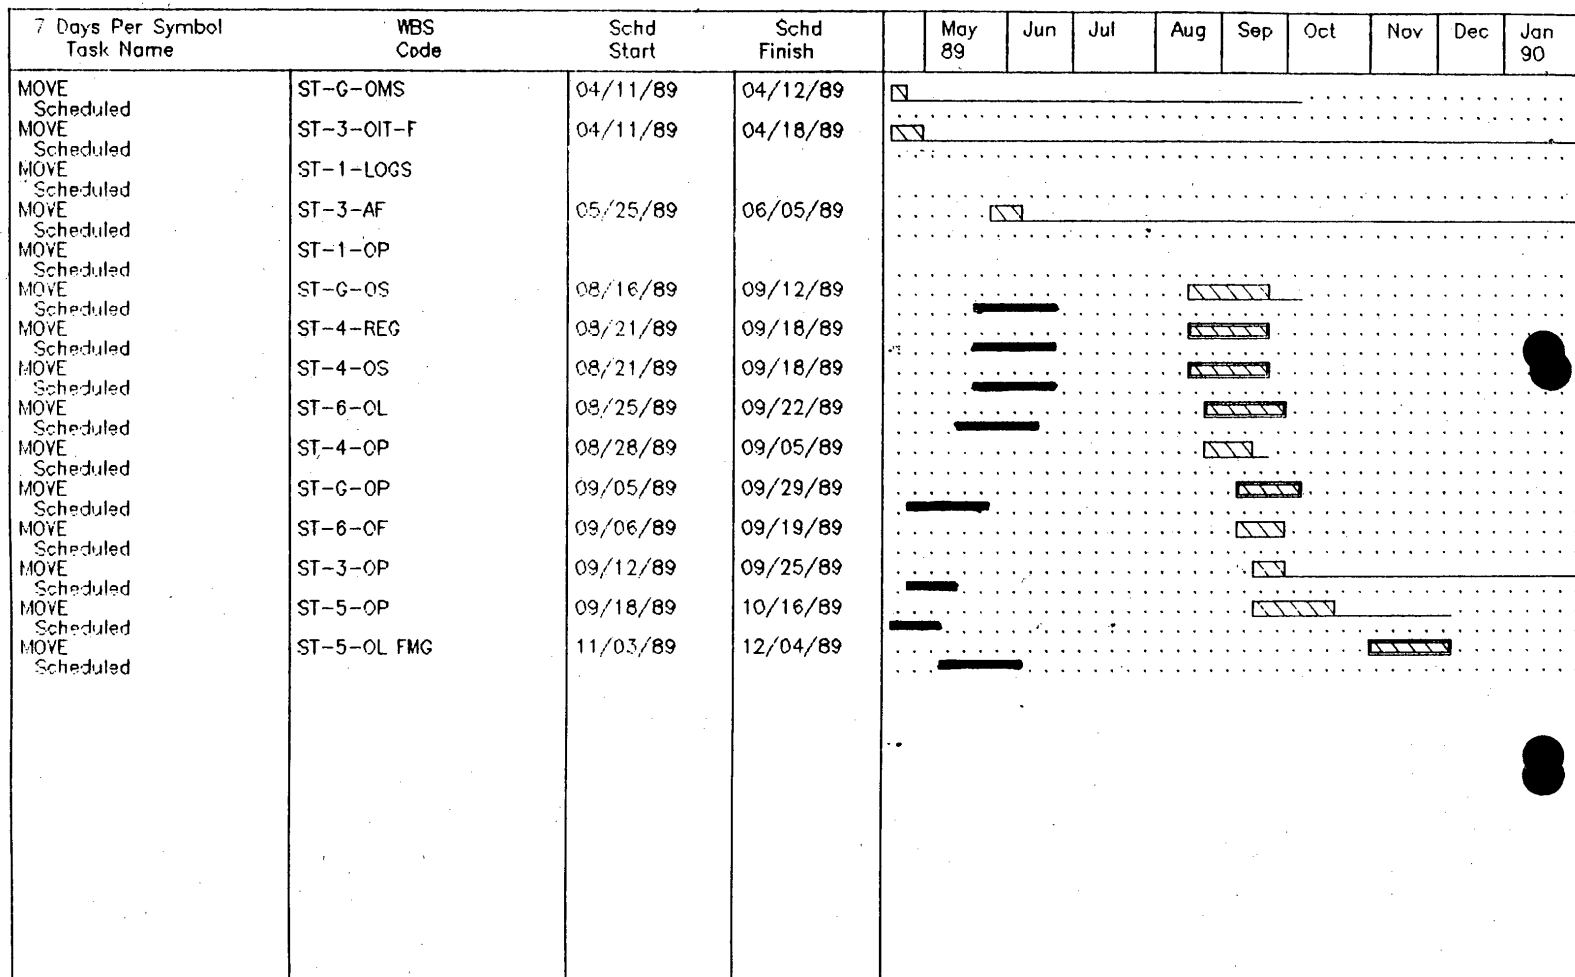 7 Days Per Symbol WBS Schd Schd May Jun Jul Aug Sep Oct Nov Dec Jan
Task Name Code Start Finish 89 90
MOVE ST-G-OMS 04/11/89 04/12/89
Scheduled
MOVE ST-3-OIT-F 04/11/89 04/18/89
Scheduled
MOVE ST-1-LOGS
Scheduled
MOVE ST-3-AF 05/25/89 06/05/89
Scheduled
MOVE ST-1-OP
Scheduled
MOVE ST-G-OS 08/16/89 09/12/89
Scheduled
MOVE ST-4-REG 08/21/89 09/18/89
Scheduled
MOVE ST-4-OS 08/21/89 09/18/89
Scheduled
MOVE ST-6-OL 08/25/89 09/22/89
Scheduled
MOVE ST-4-OP 08/28/89 09/05/89
Scheduled
MOVE ST-G-OP 09/05/89 09/29/89
Scheduled
MOVE ST-6-OF 09/06/89 09/19/89
Scheduled
MOVE ST-3-OP 09/12/89 09/25/89
Scheduled
MOVE ST-5-OP 09/18/89 10/16/89
Scheduled
MOVE ST-5-OL FMG 11/03/89 12/04/89
Scheduled